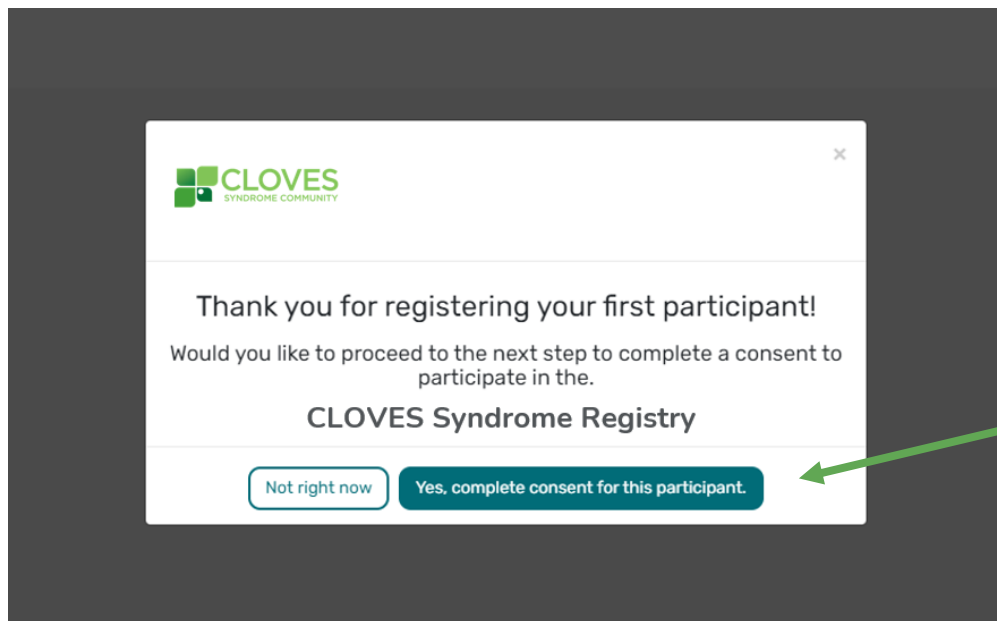 CLOVES
SYNDROME COMMUNITY
×
Thank you for registering your first participant!
Would you like to proceed to the next step to complete a consent to
participate in the.
CLOVES Syndrome Registry
Not right now
Yes, complete consent for this participant.